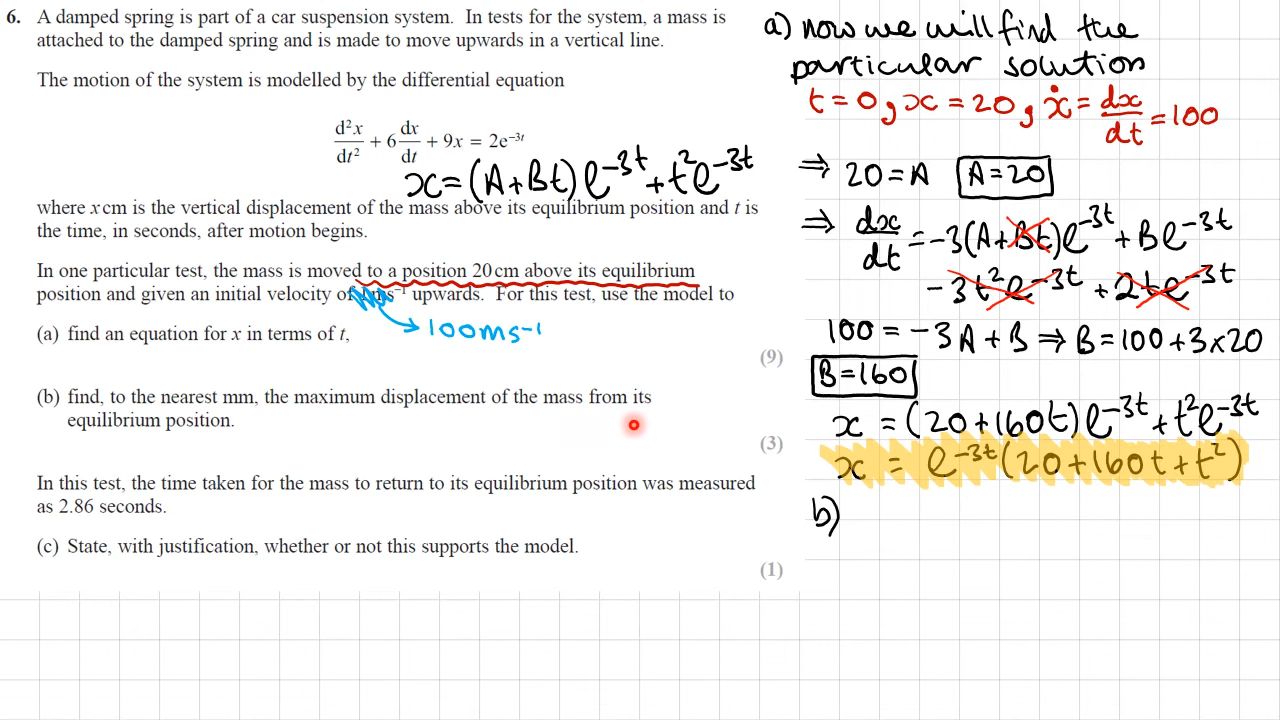 6. A damped spring is part of a car suspension system. In tests for the system, a mass is
attached to the damped spring and is made to move upwards in a vertical line.
The motion of the system is modelled by the differential equation
d²x/dt² + 6 dx/dt + 9x = 2e⁻³ᵗ
x = (A+Bt)e⁻³ᵗ + t²e⁻³ᵗ
where x cm is the vertical displacement of the mass above its equilibrium position and t is
the time, in seconds, after motion begins.
In one particular test, the mass is moved to a position 20 cm above its equilibrium
position and given an initial velocity of ms⁻¹ upwards. For this test, use the model to
100ms-1
(a) find an equation for x in terms of t,
(9)
(b) find, to the nearest mm, the maximum displacement of the mass from its
equilibrium position.
(3)
In this test, the time taken for the mass to return to its equilibrium position was measured
as 2.86 seconds.
(c) State, with justification, whether or not this supports the model.
(1)
a) now we will find the
particular solution
t = 0, x = 20, ẋ = dx/dt = 100
⇒ 20 = A A = 20
⇒ dx/dt = -3(A+Bt)e⁻³ᵗ + Be⁻³ᵗ
-3t²e⁻³ᵗ + 2te⁻³ᵗ
100 = -3A + B ⇒ B = 100 + 3×20
B = 160
x = (20+160t)e⁻³ᵗ + t²e⁻³ᵗ
x = e⁻³ᵗ(20+160t+t²)
b)